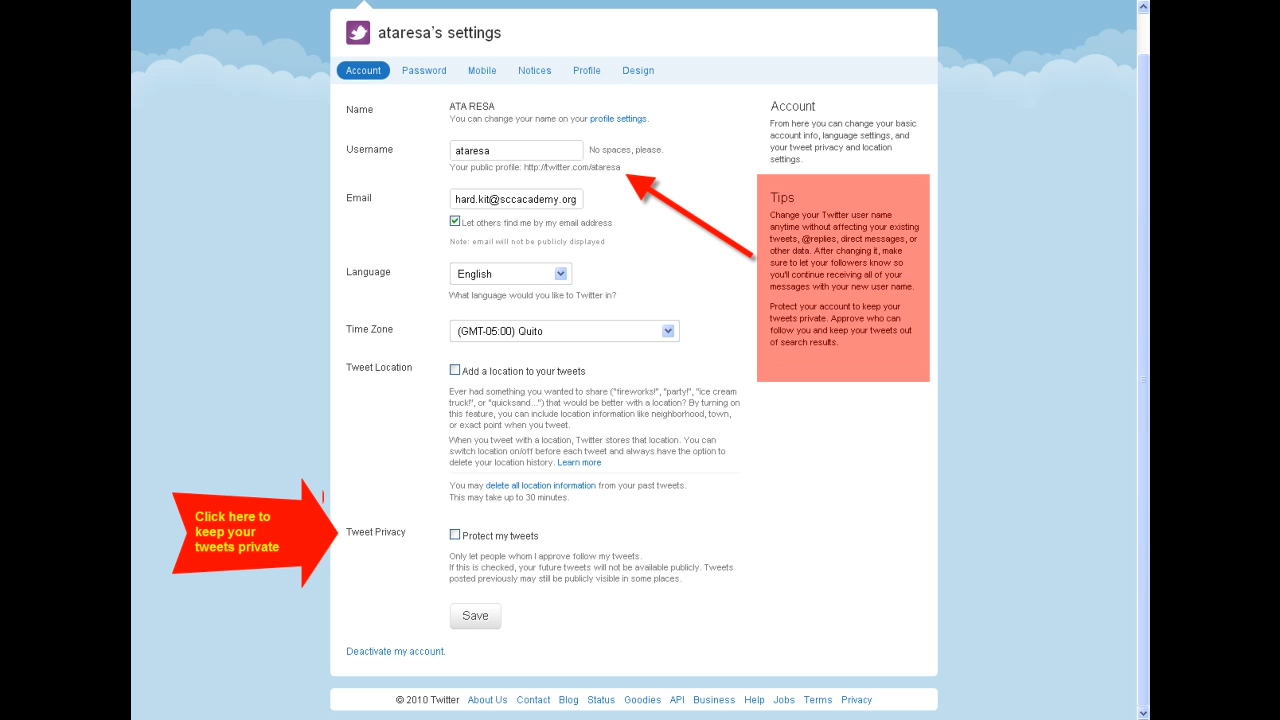 ataresa's settings
Account Password Mobile Notices Profile Design
Name
ATA RESA
You can change your name on your profile settings.
Username
ataresa
No spaces, please.
Your public profile: http://twitter.com/ataresa
Email
hard.kit@sccacademy.org
Let others find me by my email address
Note: email will not be publicly displayed
Language
English
What language would you like to Twitter in?
Time Zone
(GMT-05:00) Quito
Tweet Location
Add a location to your tweets
Ever had something you wanted to share ("fireworks!", "party!", "ice cream
truck!", or "quicksand...") that would be better with a location? By turning on
this feature, you can include location information like neighborhood, town,
or exact point when you tweet.
When you tweet with a location, Twitter stores that location. You can
switch location on/off before each tweet and always have the option to
delete your location history. Learn more
You may delete all location information from your past tweets.
This may take up to 30 minutes.
Click here to
keep your
tweets private
Tweet Privacy
Protect my tweets
Only let people whom I approve follow my tweets.
If this is checked, your future tweets will not be available publicly. Tweets
posted previously may still be publicly visible in some places.
Save
Deactivate my account.
Account
From here you can change your basic
account info, language settings, and
your tweet privacy and location
settings.
Tips
Change your Twitter user name
anytime without affecting your existing
tweets, @replies, direct messages, or
other data. After changing it, make
sure to let your followers know so
you'll continue receiving all of your
messages with your new user name.
Protect your account to keep your
tweets private. Approve who can
follow you and keep your tweets out
of search results.
© 2010 Twitter About Us Contact Blog Status Goodies API Business Help Jobs Terms Privacy